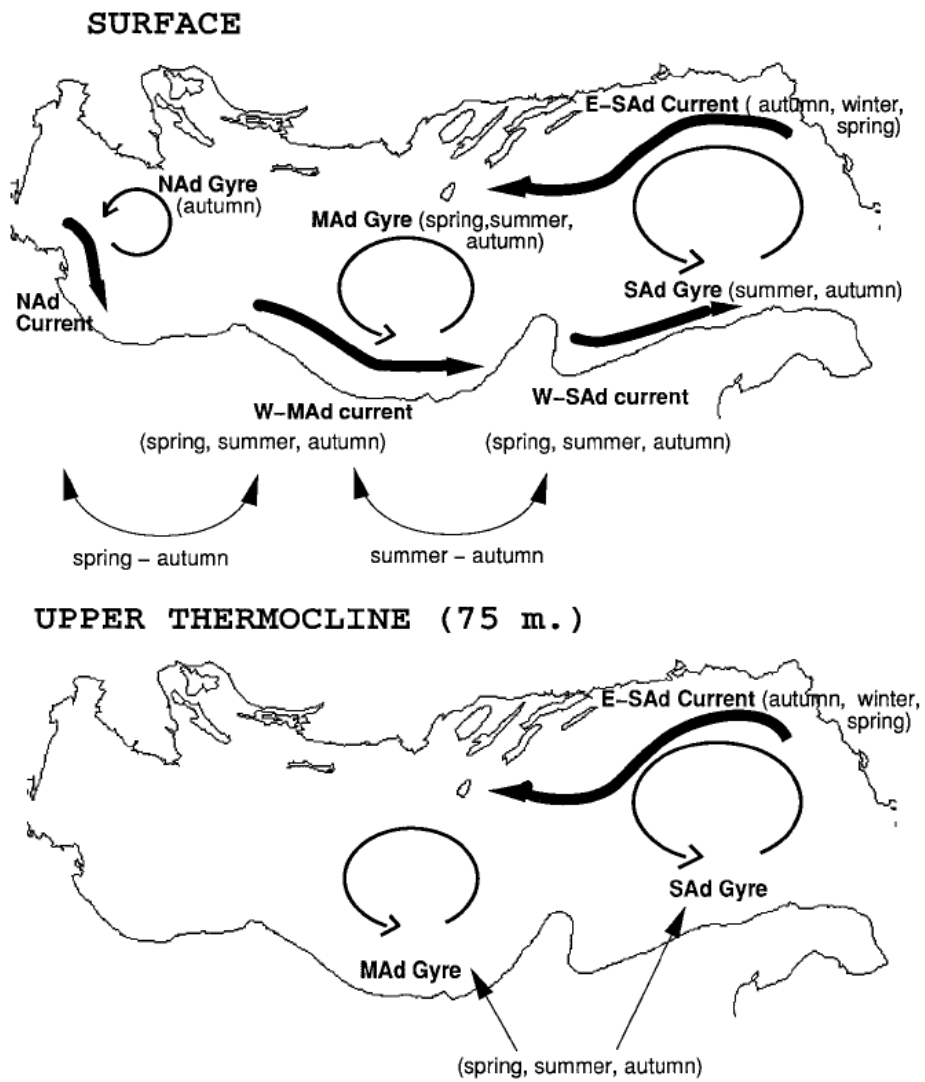 SURFACE
E-SAd Current ( autumn, winter,
spring)
NAd Gyre
(autumn)
MAd Gyre (spring,summer,
autumn)
SAd Gyre (summer, autumn)
NAd
Current
W-MAd current
(spring, summer, autumn)
W-SAd current
(spring, summer, autumn)
spring - autumn
summer - autumn
UPPER THERMOCLINE (75 m.)
E-SAd Current (autumn, winter,
spring)
SAd Gyre
MAd Gyre
(spring, summer, autumn)